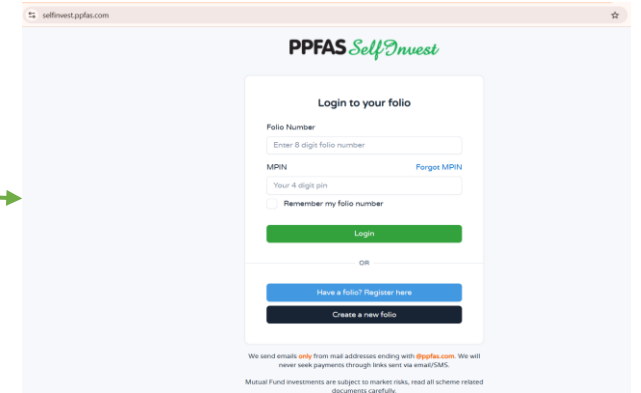 selfinvest.ppfas.com
PPFAS SelfInvest
Login to your folio
Folio Number
Enter 8 digit folio number
MPIN Forgot MPIN
Your 4 digit pin
Remember my folio number
Login
OR
Have a folio? Register here
Create a new folio
We send emails only from mail addresses ending with @ppfas.com. We will
never seek payments through links sent via email/SMS.
Mutual Fund investments are subject to market risks, read all scheme related
documents carefully.